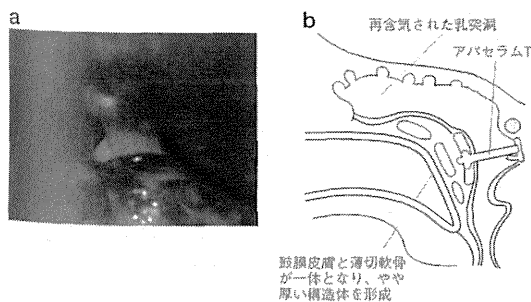 a
b
再含気された乳突洞
アパセラムT
鼓膜皮膚と薄切軟骨
が一体となり、やや
厚い構造体を形成